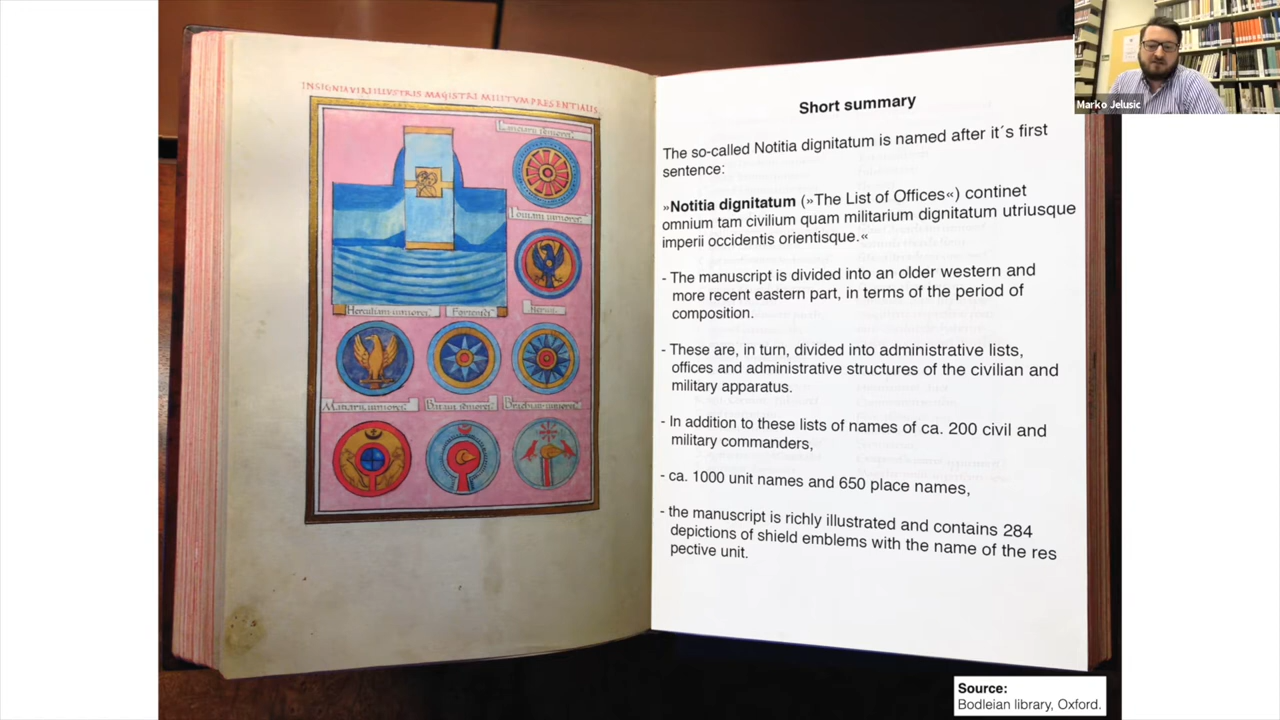 INSIGNIA VIRI ILLVSTRIS MAGISTRI MILITVM PRESENTIALIS
Herculiani iuniores
Mattiarii iuniores
Short summary
The so-called Notitia dignitatum is named after it´s first
sentence:
»Notitia dignitatum (»The List of Offices«) continet
omnium tam civilium quam militarium dignitatum utriusque
imperii occidentis orientisque.«
- The manuscript is divided into an older western and
more recent eastern part, in terms of the period of
composition.
- These are, in turn, divided into administrative lists,
offices and administrative structures of the civilian and
military apparatus.
- In addition to these lists of names of ca. 200 civil and
military commanders,
- ca. 1000 unit names and 650 place names,
- the manuscript is richly illustrated and contains 284
depictions of shield emblems with the name of the res
pective unit.
Marko Jelusic
Source:
Bodleian library, Oxford.